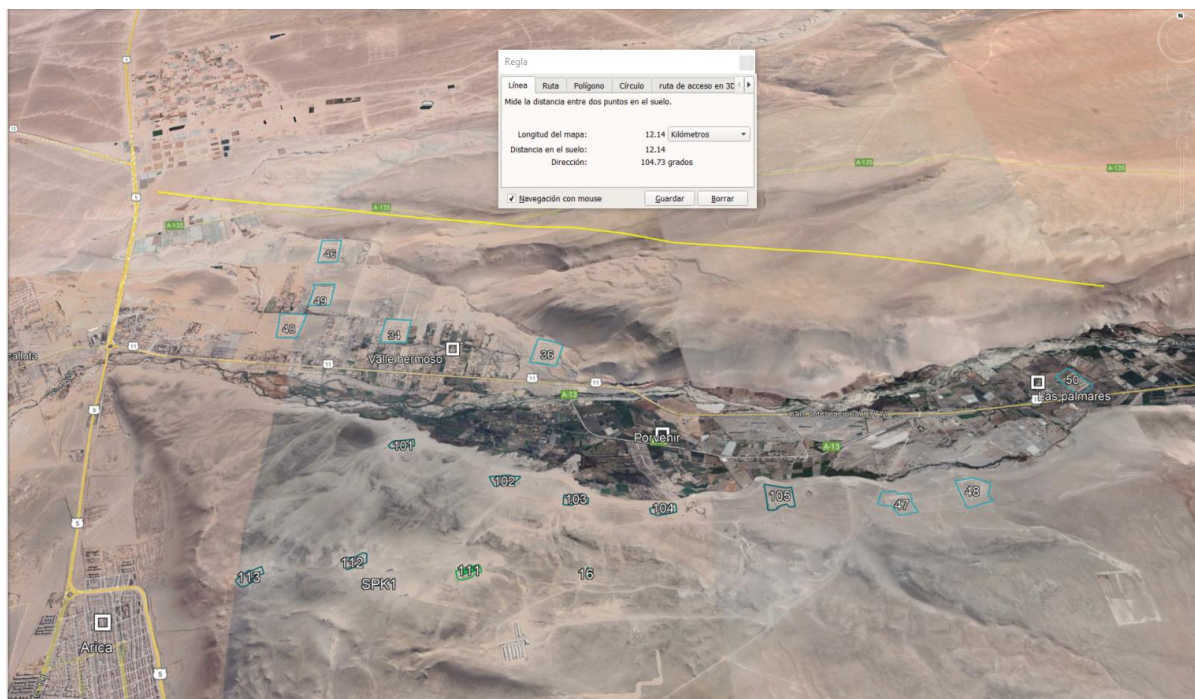 N
5
Regla
Línea Ruta Polígono Círculo ruta de acceso en 3D
Mide la distancia entre dos puntos en el suelo.
Longitud del mapa: 12.14 Kilómetros
Distancia en el suelo: 12.14
Dirección: 104.73 grados
Navegación con mouse Guardar Borrar
5
A-135
A-135
A-135
A-135
46
49
40
34
36
Valle hermoso
11
11
11
11
A-13
50
Las palmares
Porvenir
A-13
101
102
103
104
105
47
48
5
5
113
112
111
16
SPK1
Arica
5